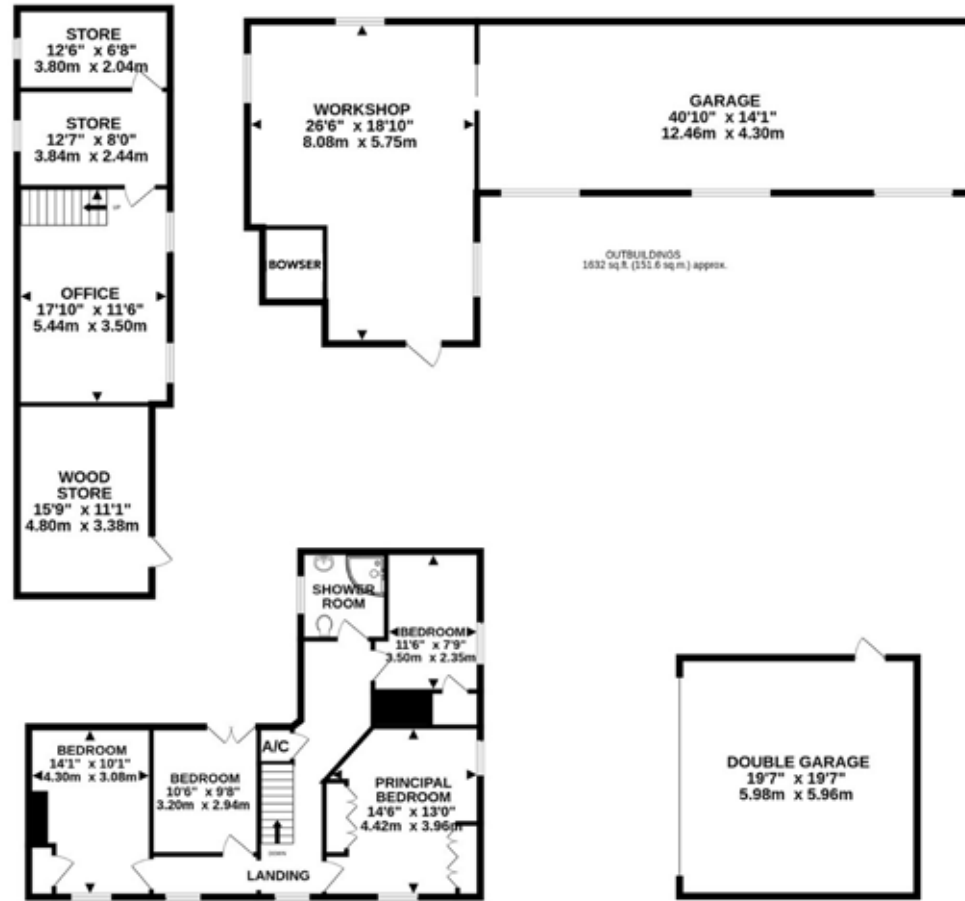 STORE
12'6" x 6'8"
3.80m x 2.04m
STORE
12'7" x 8'0"
3.84m x 2.44m
UP
OFFICE
17'10" x 11'6"
5.44m x 3.50m
WOOD
STORE
15'9" x 11'1"
4.80m x 3.38m
WORKSHOP
26'6" x 18'10"
8.08m x 5.75m
BOWSER
GARAGE
40'10" x 14'1"
12.46m x 4.30m
OUTBUILDINGS
1632 sq.ft. (151.6 sq.m.) approx.
SHOWER
ROOM
BEDROOM
11'6" x 7'9"
3.50m x 2.35m
BEDROOM
14'1" x 10'1"
4.30m x 3.08m
BEDROOM
10'6" x 9'8"
3.20m x 2.94m
A/C
DOWN
LANDING
PRINCIPAL
BEDROOM
14'6" x 13'0"
4.42m x 3.96m
DOUBLE GARAGE
19'7" x 19'7"
5.98m x 5.96m